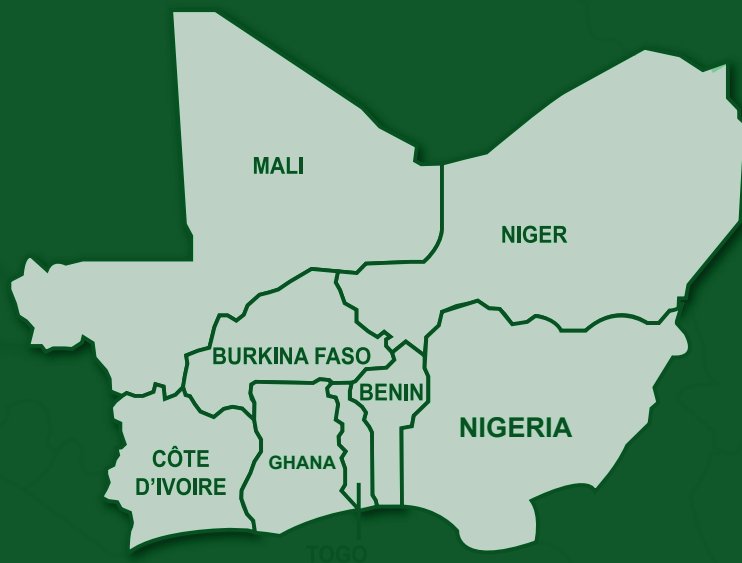 MALI
NIGER
BURKINA FASO
BENIN
NIGERIA
CÔTE
D'IVOIRE
GHANA
TOGO